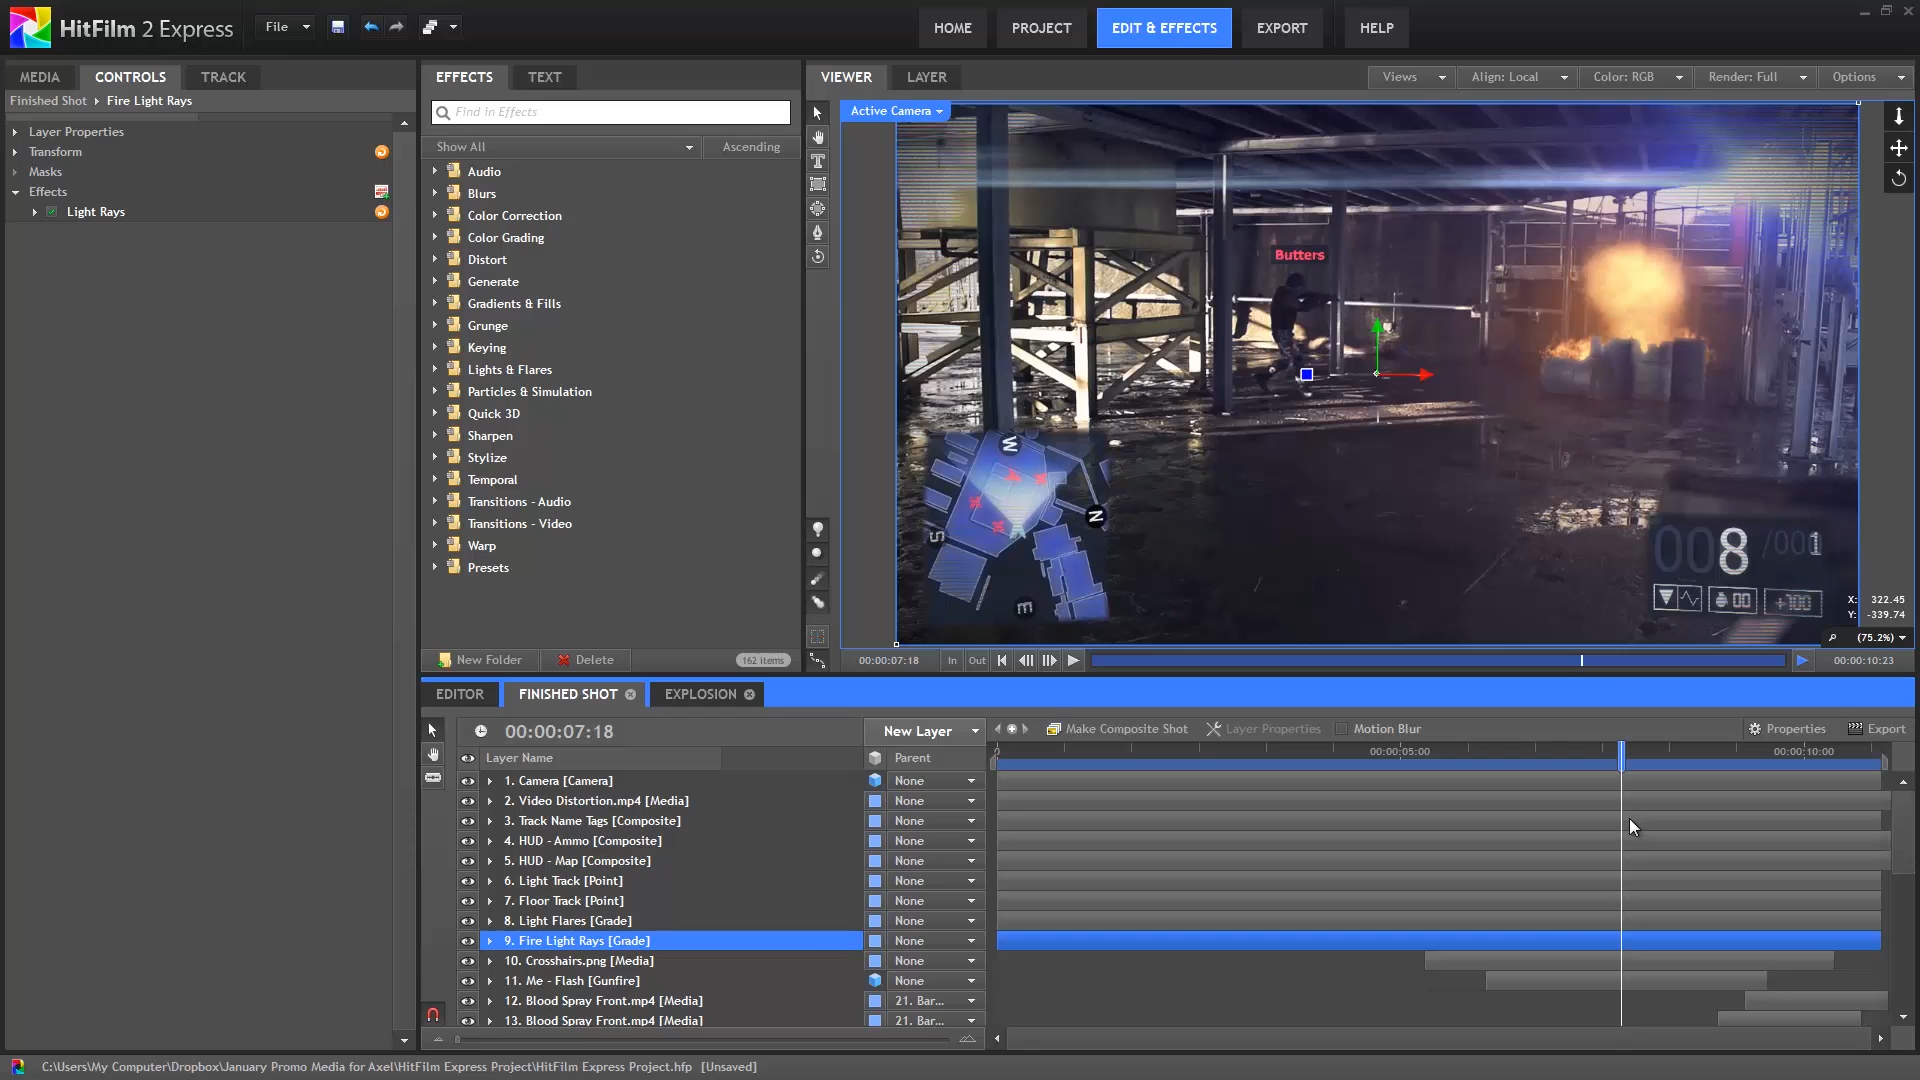 HitFilm 2 Express
File
HOME
PROJECT
EDIT & EFFECTS
EXPORT
HELP
MEDIA
CONTROLS
TRACK
Finished Shot
Fire Light Rays
Layer Properties
Transform
Masks
Effects
Light Rays
EFFECTS
TEXT
Find in Effects
Show All
Ascending
Audio
Blurs
Color Correction
Color Grading
Distort
Generate
Gradients & Fills
Grunge
Keying
Lights & Flares
Particles & Simulation
Quick 3D
Sharpen
Stylize
Temporal
Transitions - Audio
Transitions - Video
Warp
Presets
New Folder
Delete
162 items
VIEWER
LAYER
Views
Align: Local
Color: RGB
Render: Full
Options
Active Camera
Butters
W
N
S
E
008/001
00
+100
X: 322.45
Y: -339.74
(75.2%)
00:00:07:18
In
Out
00:00:10:23
EDITOR
FINISHED SHOT
EXPLOSION
00:00:07:18
New Layer
Make Composite Shot
Layer Properties
Motion Blur
Properties
Export
Layer Name
Parent
0
00:00:05:00
00:00:10:00
1. Camera [Camera] None
2. Video Distortion.mp4 [Media] None
3. Track Name Tags [Composite] None
4. HUD - Ammo [Composite] None
5. HUD - Map [Composite] None
6. Light Track [Point] None
7. Floor Track [Point] None
8. Light Flares [Grade] None
9. Fire Light Rays [Grade] None
10. Crosshairs.png [Media] None
11. Me - Flash [Gunfire] None
12. Blood Spray Front.mp4 [Media] 21. Bar...
13. Blood Spray Front.mp4 [Media] 21. Bar...
C:\Users\My Computer\Dropbox\January Promo Media for Axel\HitFilm Express Project\HitFilm Express Project.hfp [Unsaved]